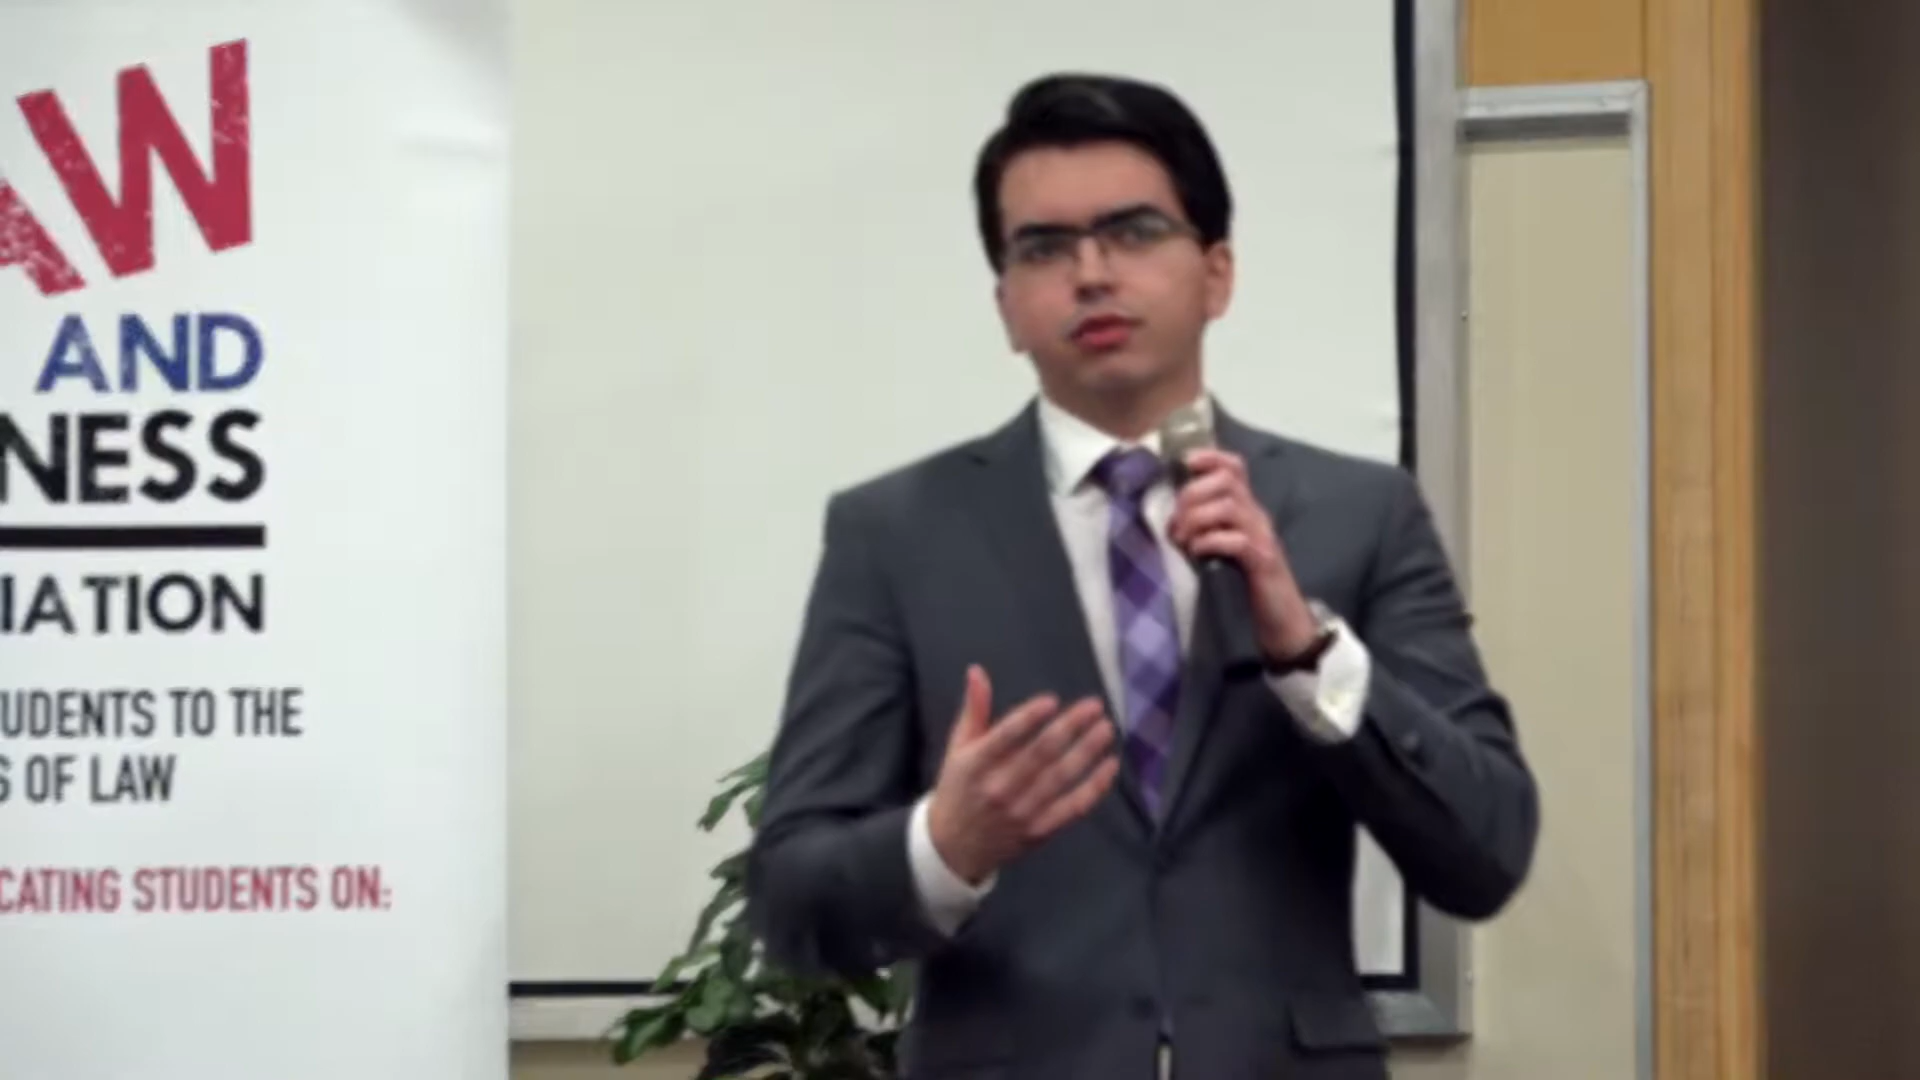 AW
AND
NESS
IATION
UDENTS TO THE
S OF LAW
CATING STUDENTS ON: